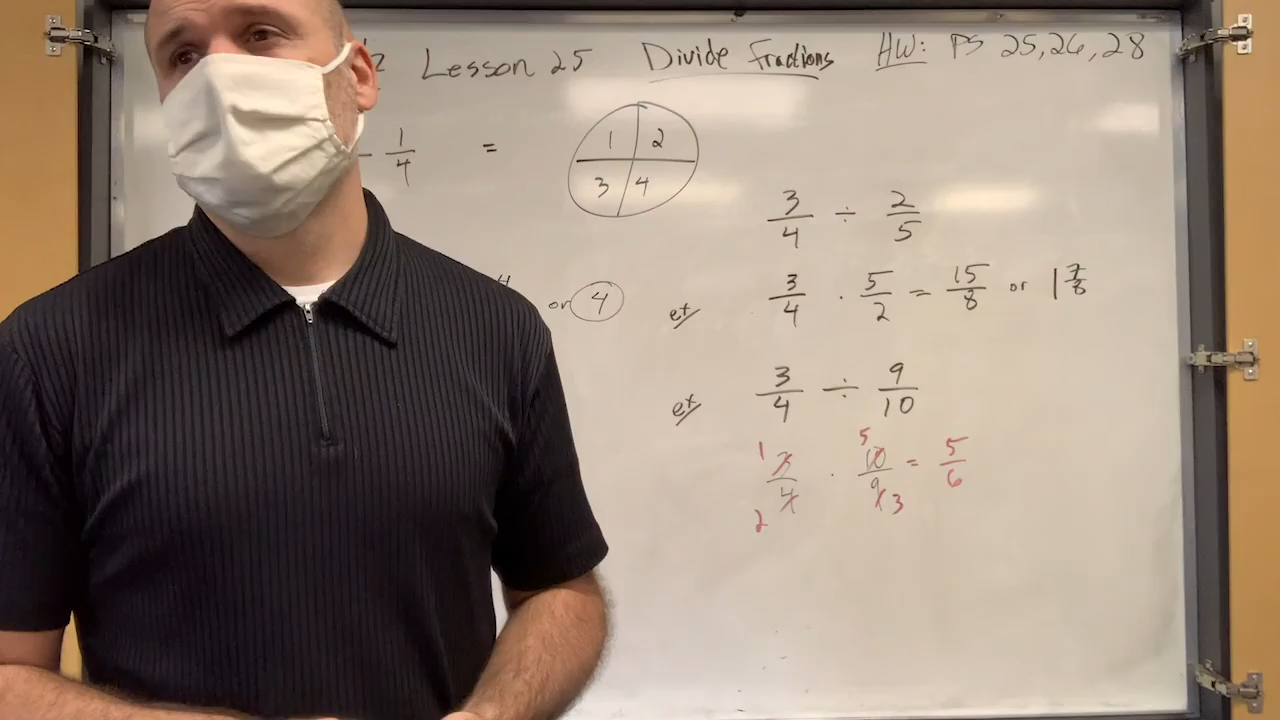 2 Lesson 25 Divide Fractions HW: PS 25, 26, 28
1/4 =
1 2
3 4
3/4 ÷ 2/5
4 or 4
ex 3/4 · 5/2 = 15/8 or 1 7/8
ex 3/4 ÷ 9/10
1 3/4 2 · 5 10/9 3 = 5/6